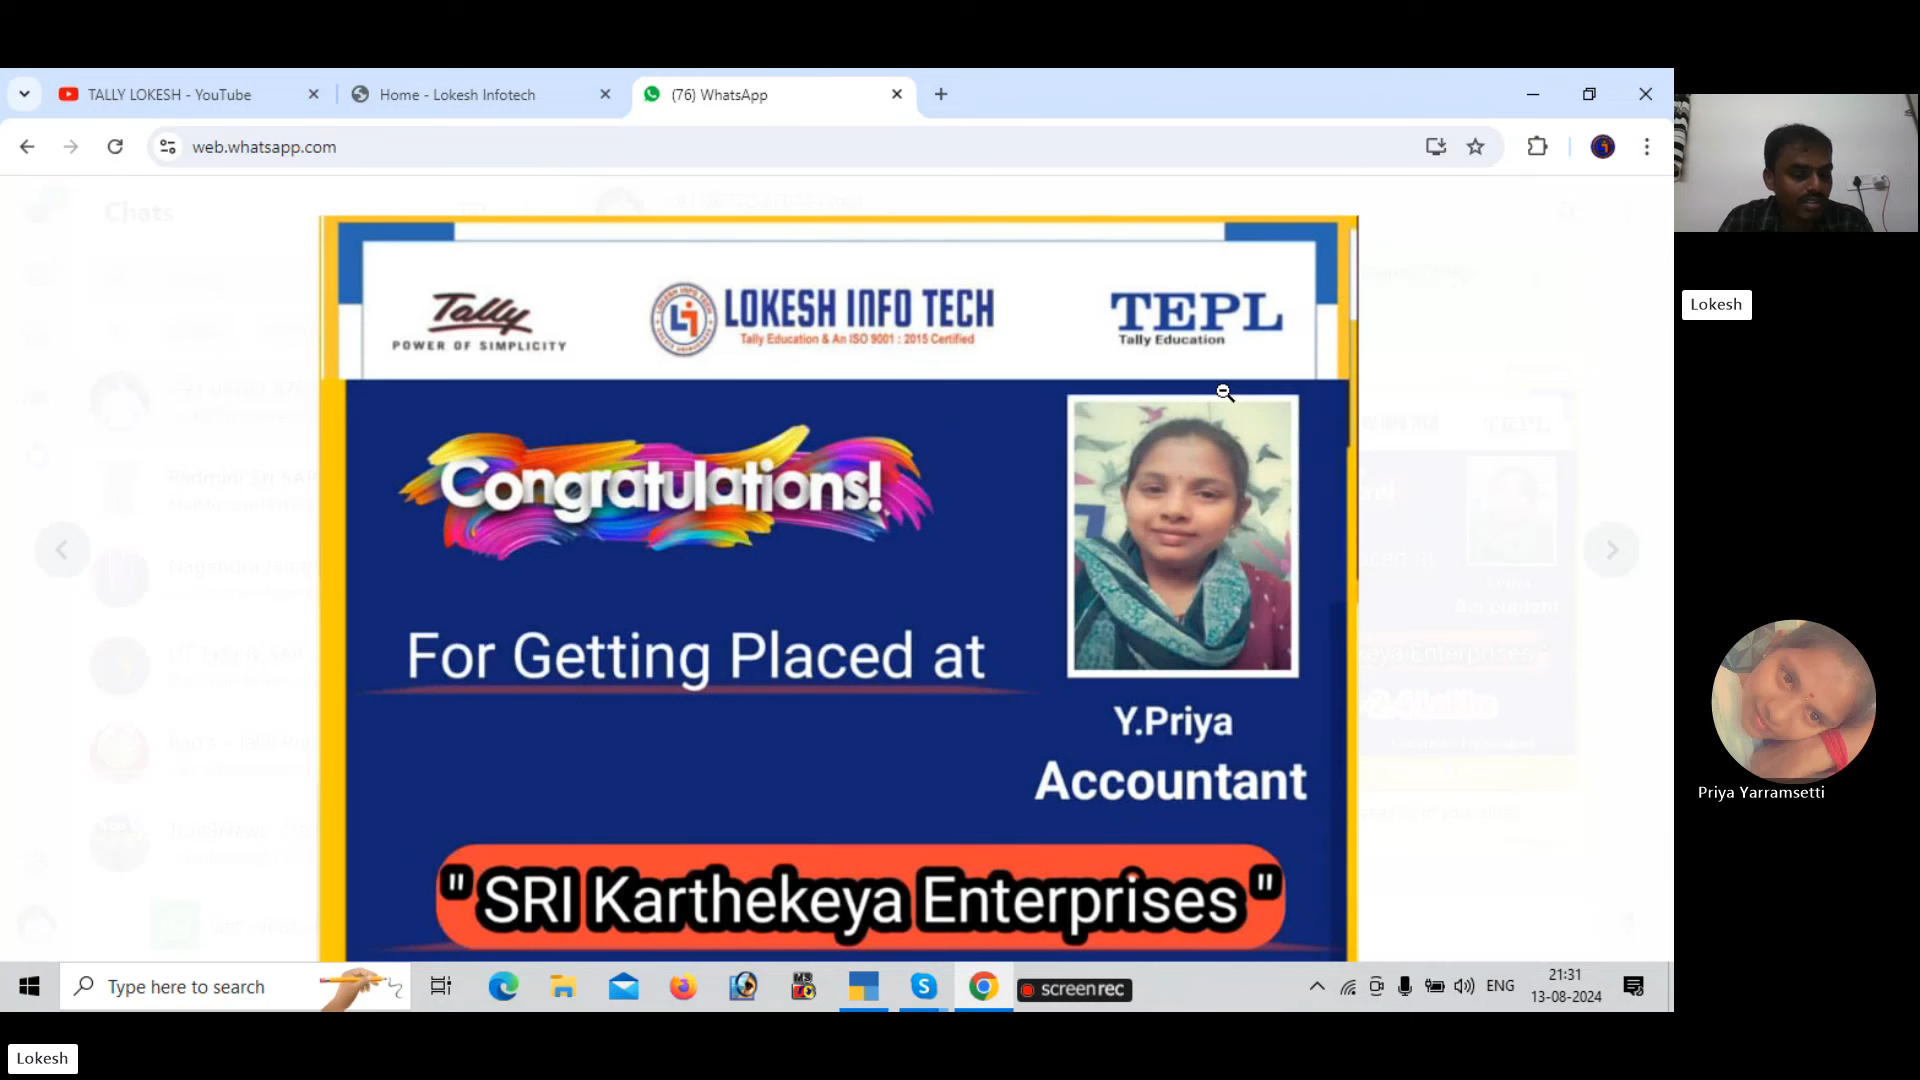 TALLY LOKESH - YouTube
Home - Lokesh Infotech
(76) WhatsApp
web.whatsapp.com
Chats
Tally
POWER OF SIMPLICITY
LOKESH INFO TECH
Tally Education & An ISO 9001 : 2015 Certified
TEPL
Tally Education
Congratulations!
For Getting Placed at
Y.Priya
Accountant
" SRI Karthekeya Enterprises "
Lokesh
Priya Yarramsetti
Type here to search
MS
screenrec
ENG
21:31
13-08-2024
Lokesh